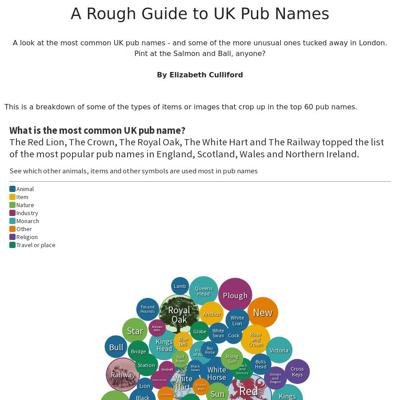 A Rough Guide to UK Pub Names
A look at the most common UK pub names - and some of the more unusual ones tucked away in London.
Pint at the Salmon and Ball, anyone?
By Elizabeth Culliford
This is a breakdown of some of the types of items or images that crop up in the top 60 pub names.
What is the most common UK pub name?
The Red Lion, The Crown, The Royal Oak, The White Hart and The Railway topped the list
of the most popular pub names in England, Scotland, Wales and Northern Ireland.
See which other animals, items and other symbols are used most in pub names
Animal
Item
Nature
Industry
Monarch
Other
Religion
Travel or place
Lamb
Queens
Head
Plough
Fox and
Hounds
Royal
Oak
Anchor
New
White
Lion
Star
Globe
White
Swan
Cock
Rose
and
Crown
Bull
Kings
Head
Bridge
Victoria
Station
White
Horse
Bulls
Head
Cross
Keys
Railway
Lion
White
Hart
Sun
Red
Kings
Black